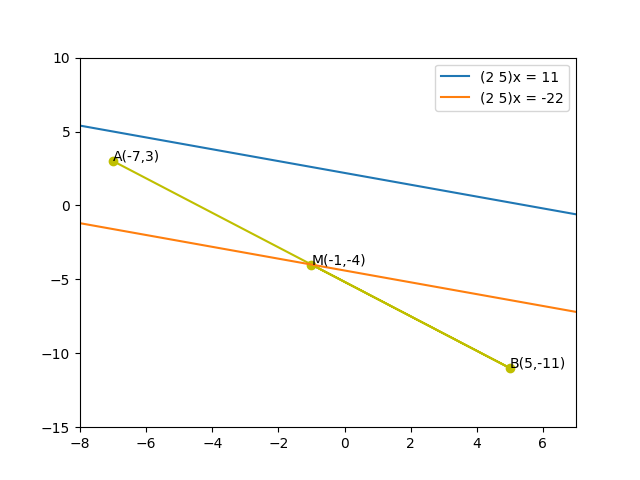 (2 5)x = 11
(2 5)x = -22
A(-7,3)
M(-1,-4)
B(5,-11)
10
5
0
−5
−10
−15
−8 −6 −4 −2 0 2 4 6